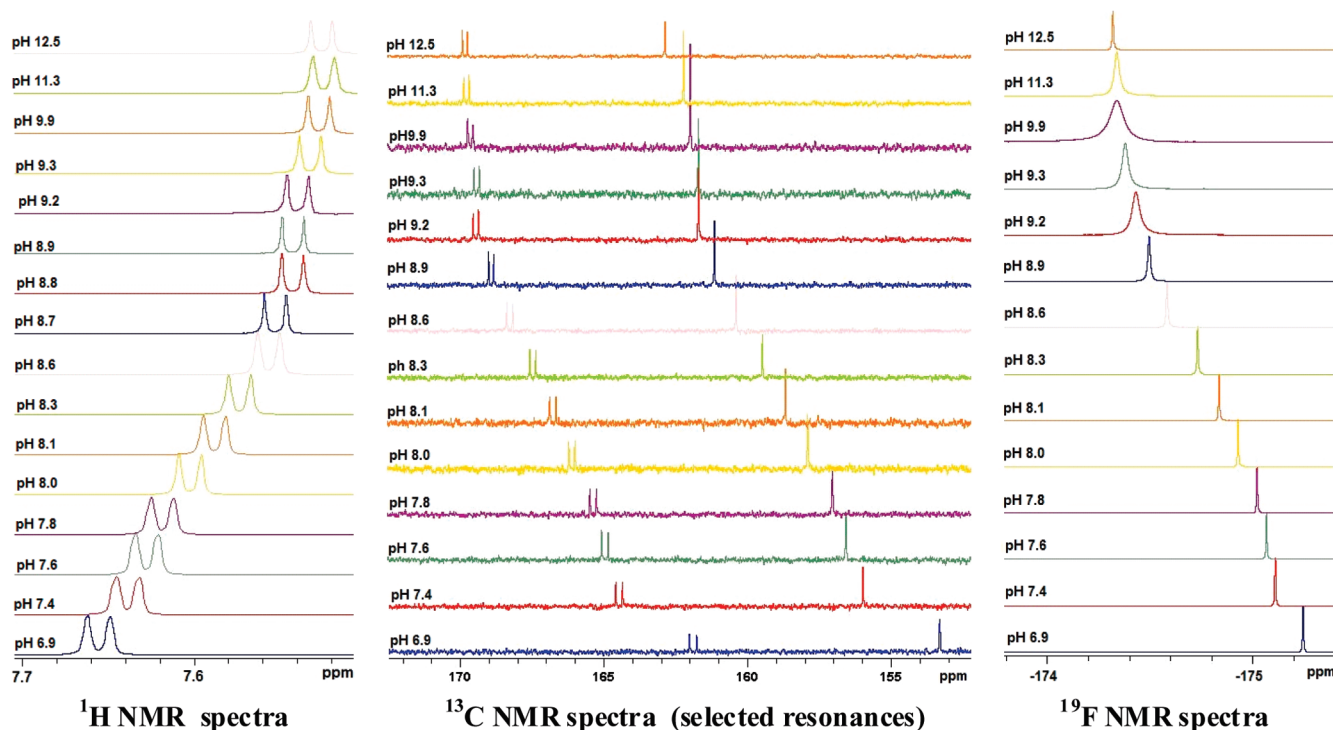 pH 12.5
pH 11.3
pH 9.9
pH 9.3
pH 9.2
pH 8.9
pH 8.8
pH 8.7
pH 8.6
pH 8.3
pH 8.1
pH 8.0
pH 7.8
pH 7.6
pH 7.4
pH 6.9
7.7 7.6 ppm
¹H NMR spectra
pH 12.5
pH 11.3
pH9.9
pH9.3
pH 9.2
pH 8.9
pH 8.6
ph 8.3
pH 8.1
pH 8.0
pH 7.8
pH 7.6
pH 7.4
pH 6.9
170 165 160 155 ppm
¹³C NMR spectra (selected resonances)
pH 12.5
pH 11.3
pH 9.9
pH 9.3
pH 9.2
pH 8.9
pH 8.6
pH 8.3
pH 8.1
pH 8.0
pH 7.8
pH 7.6
pH 7.4
pH 6.9
-174 -176 ppm
¹⁹F NMR spectra